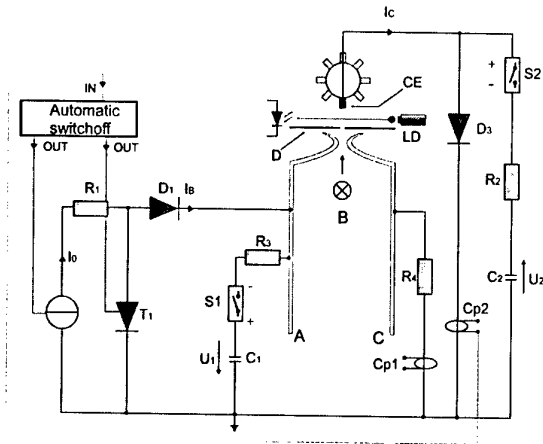 Ic
IN
Automatic
switchoff
OUT
OUT
CE
+
-
S2
D
LD
D3
R1
D1
IB
B
R2
I0
R3
R4
C2
U2
T1
S1
-
+
A
C
Cp2
U1
C1
Cp1